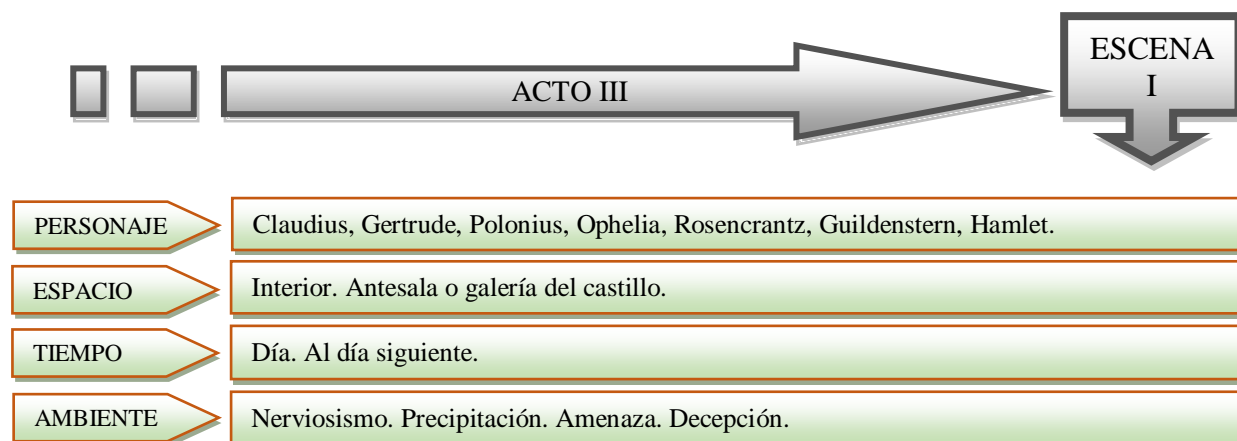 ACTO III
ESCENA
I
PERSONAJE
Claudius, Gertrude, Polonius, Ophelia, Rosencrantz, Guildenstern, Hamlet.
ESPACIO
Interior. Antesala o galería del castillo.
TIEMPO
Día. Al día siguiente.
AMBIENTE
Nerviosismo. Precipitación. Amenaza. Decepción.